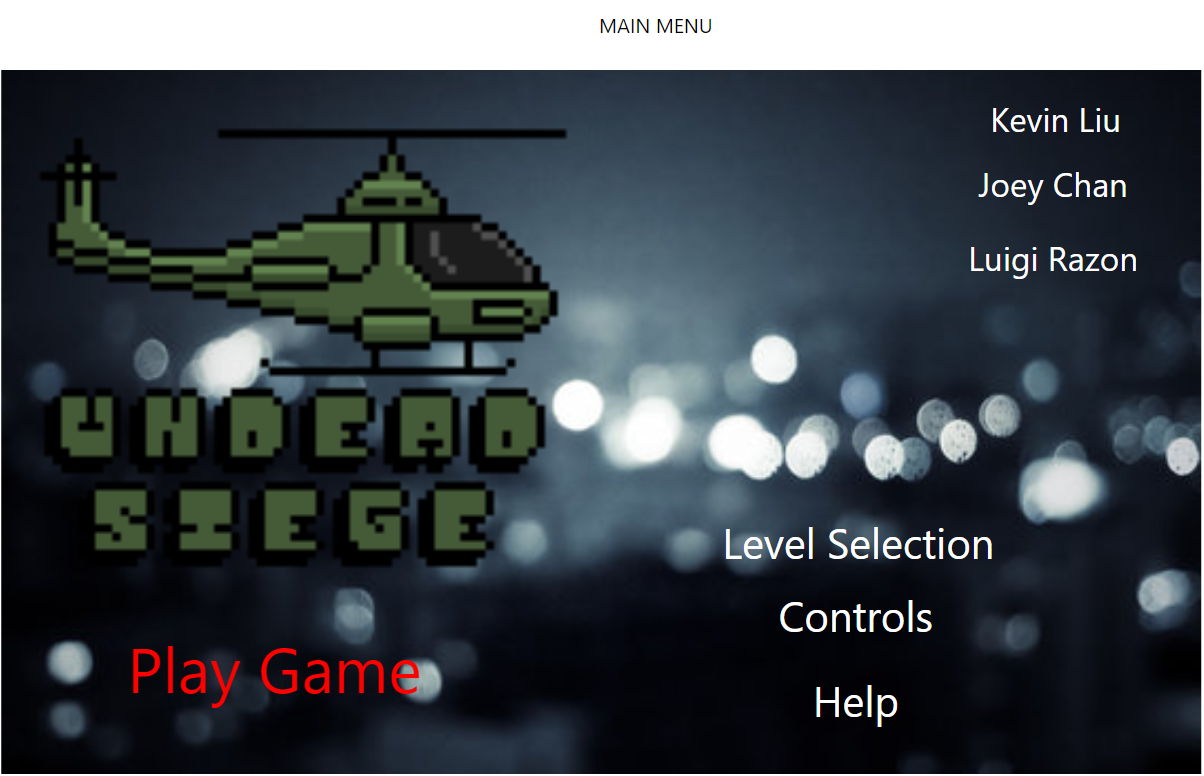 MAIN MENU
Kevin Liu
Joey Chan
Luigi Razon
UNDEAD
SIEGE
Level Selection
Controls
Play Game
Help